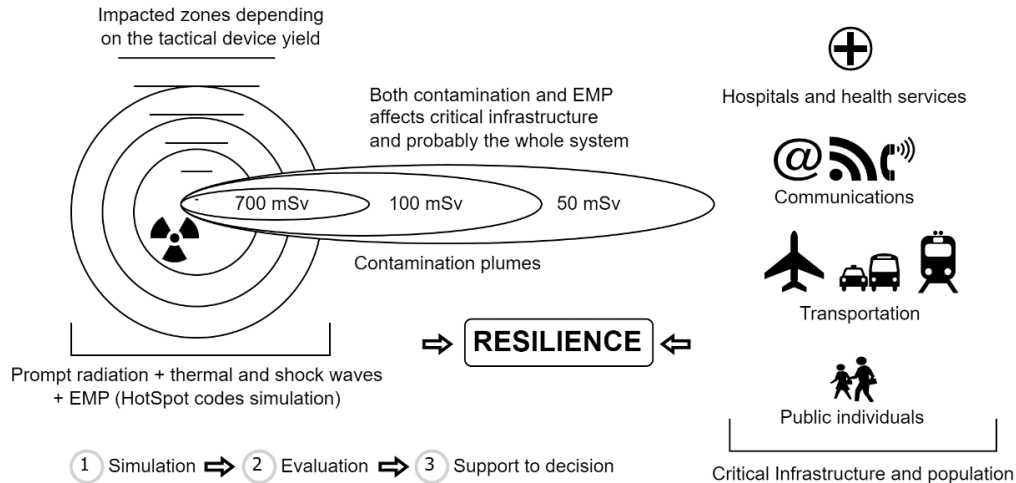 Impacted zones depending
on the tactical device yield
Both contamination and EMP
affects critical infrastructure
and probably the whole system
700 mSv
100 mSv
50 mSv
Contamination plumes
Prompt radiation + thermal and shock waves
+ EMP (HotSpot codes simulation)
RESILIENCE
Hospitals and health services
@
Communications
Transportation
Public individuals
Critical Infrastructure and population
1 Simulation
2 Evaluation
3 Support to decision